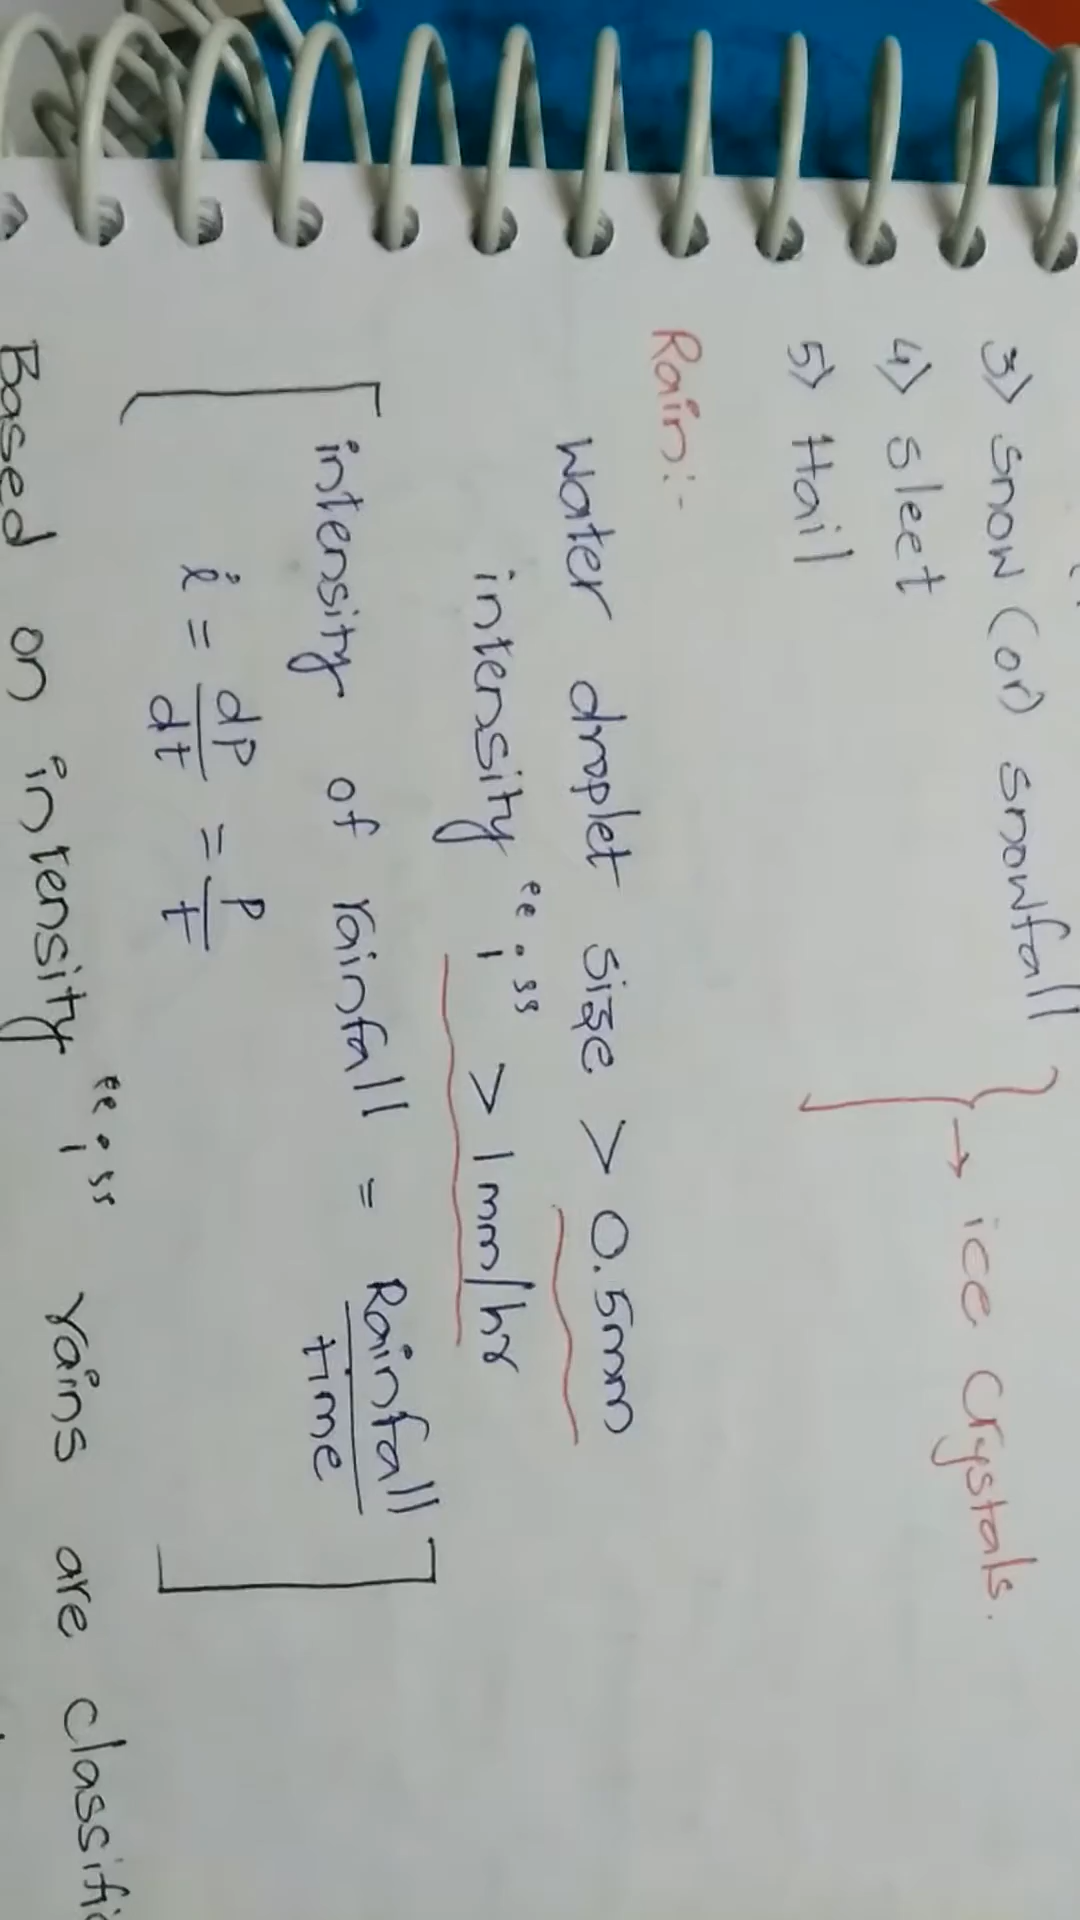 3) Snow (or) snowfall
4) sleet
5) Hail
→ ice crystals.
Rain:-
Water droplet size > 0.5mm
intensity "i" > 1mm/hr
intensity of rainfall = Rainfall / time
i = dP/dt = P/t
Based on intensity "i" rains are